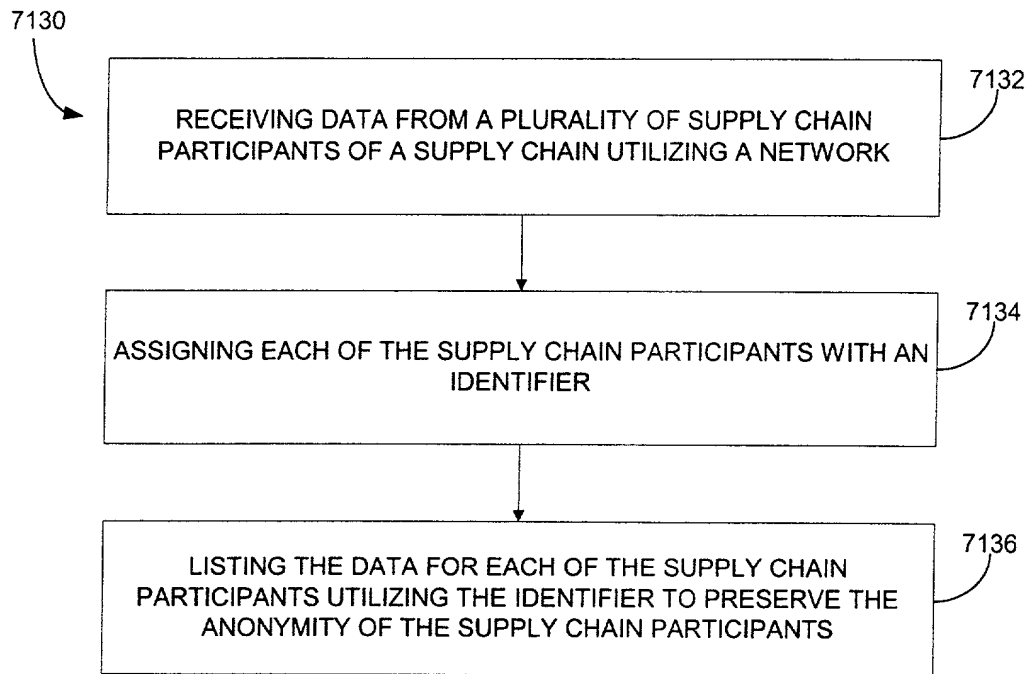 7130
7132
RECEIVING DATA FROM A PLURALITY OF SUPPLY CHAIN
PARTICIPANTS OF A SUPPLY CHAIN UTILIZING A NETWORK
7134
ASSIGNING EACH OF THE SUPPLY CHAIN PARTICIPANTS WITH AN
IDENTIFIER
7136
LISTING THE DATA FOR EACH OF THE SUPPLY CHAIN
PARTICIPANTS UTILIZING THE IDENTIFIER TO PRESERVE THE
ANONYMITY OF THE SUPPLY CHAIN PARTICIPANTS